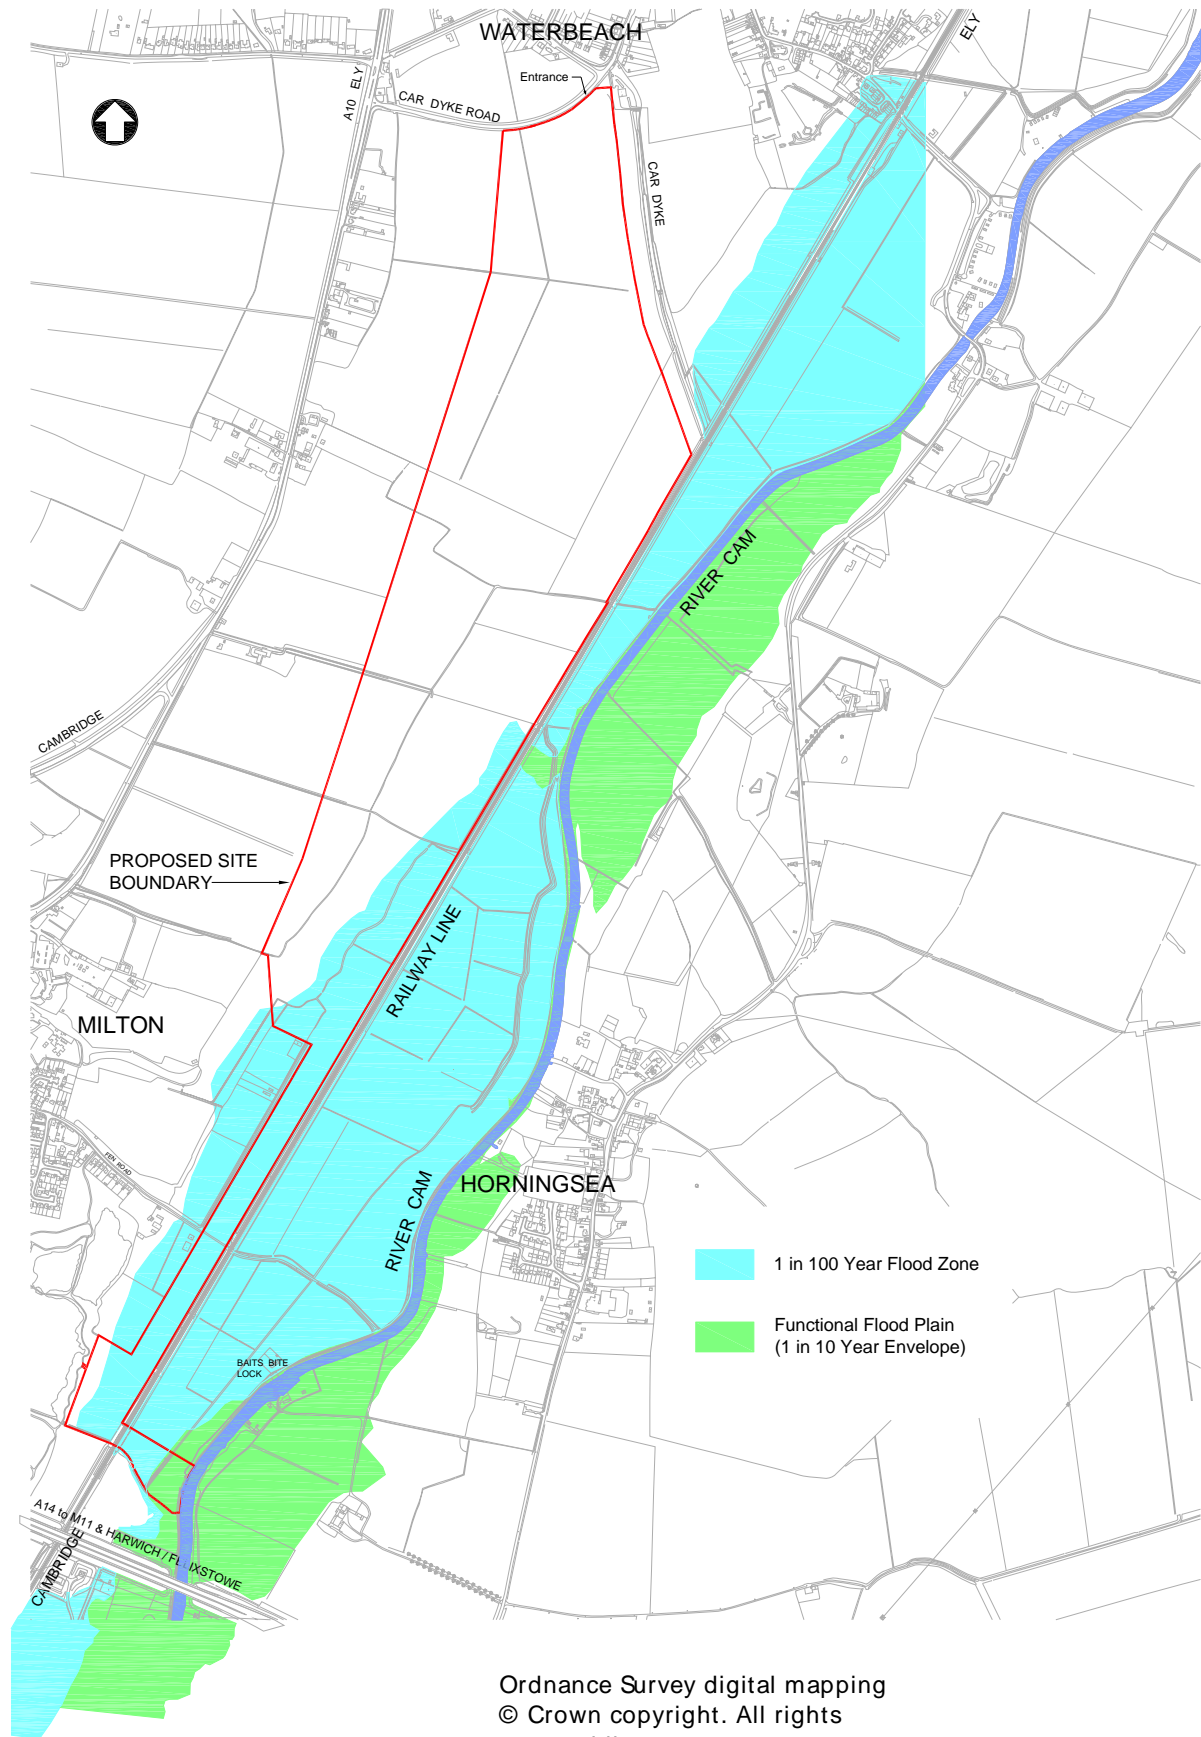 WATERBEACH
ELY
Entrance
A10 ELY
CAR DYKE ROAD
CAR DYKE
RIVER CAM
CAMBRIDGE
PROPOSED SITE
BOUNDARY
RAILWAY LINE
MILTON
FEN ROAD
HORNINGSEA
RIVER CAM
1 in 100 Year Flood Zone
Functional Flood Plain
(1 in 10 Year Envelope)
BAITS BITE
LOCK
A14 to M11 & HARWICH / FELIXSTOWE
CAMBRIDGE
Ordnance Survey digital mapping
© Crown copyright. All rights